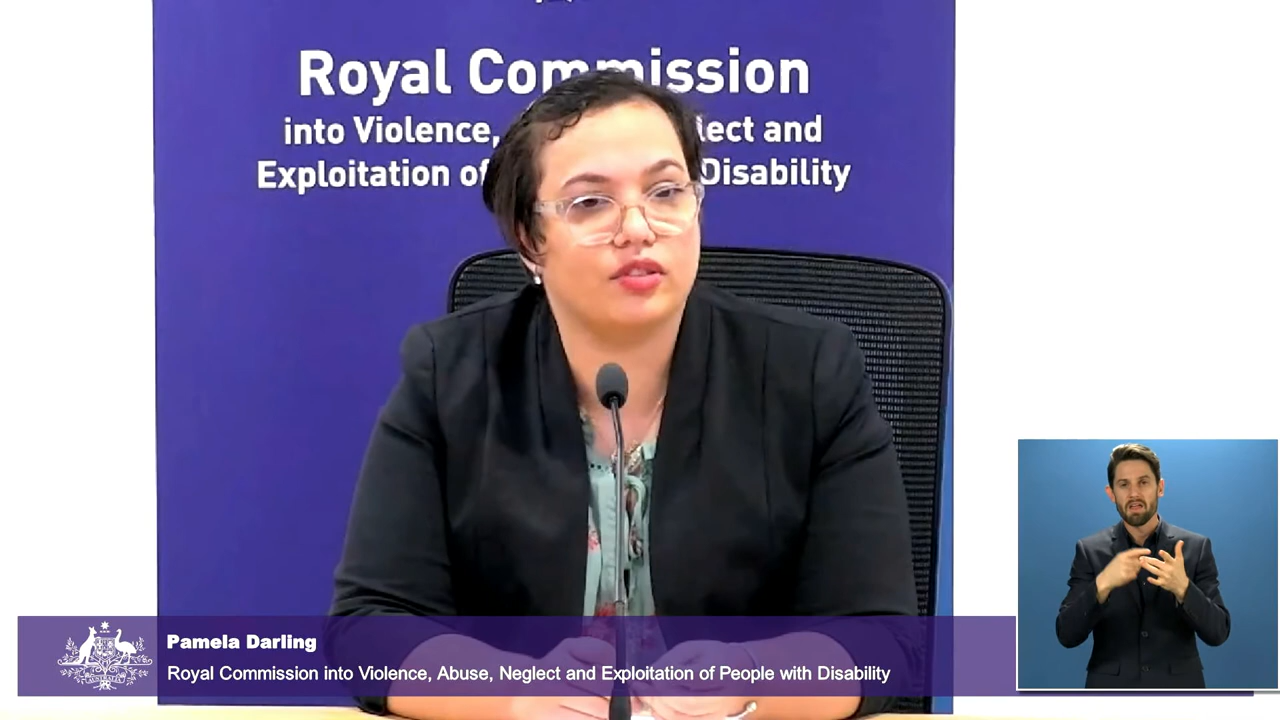 Royal Commission
into Violence, lect and
Exploitation of Disability
Pamela Darling
Royal Commission into Violence, Abuse, Neglect and Exploitation of People with Disability